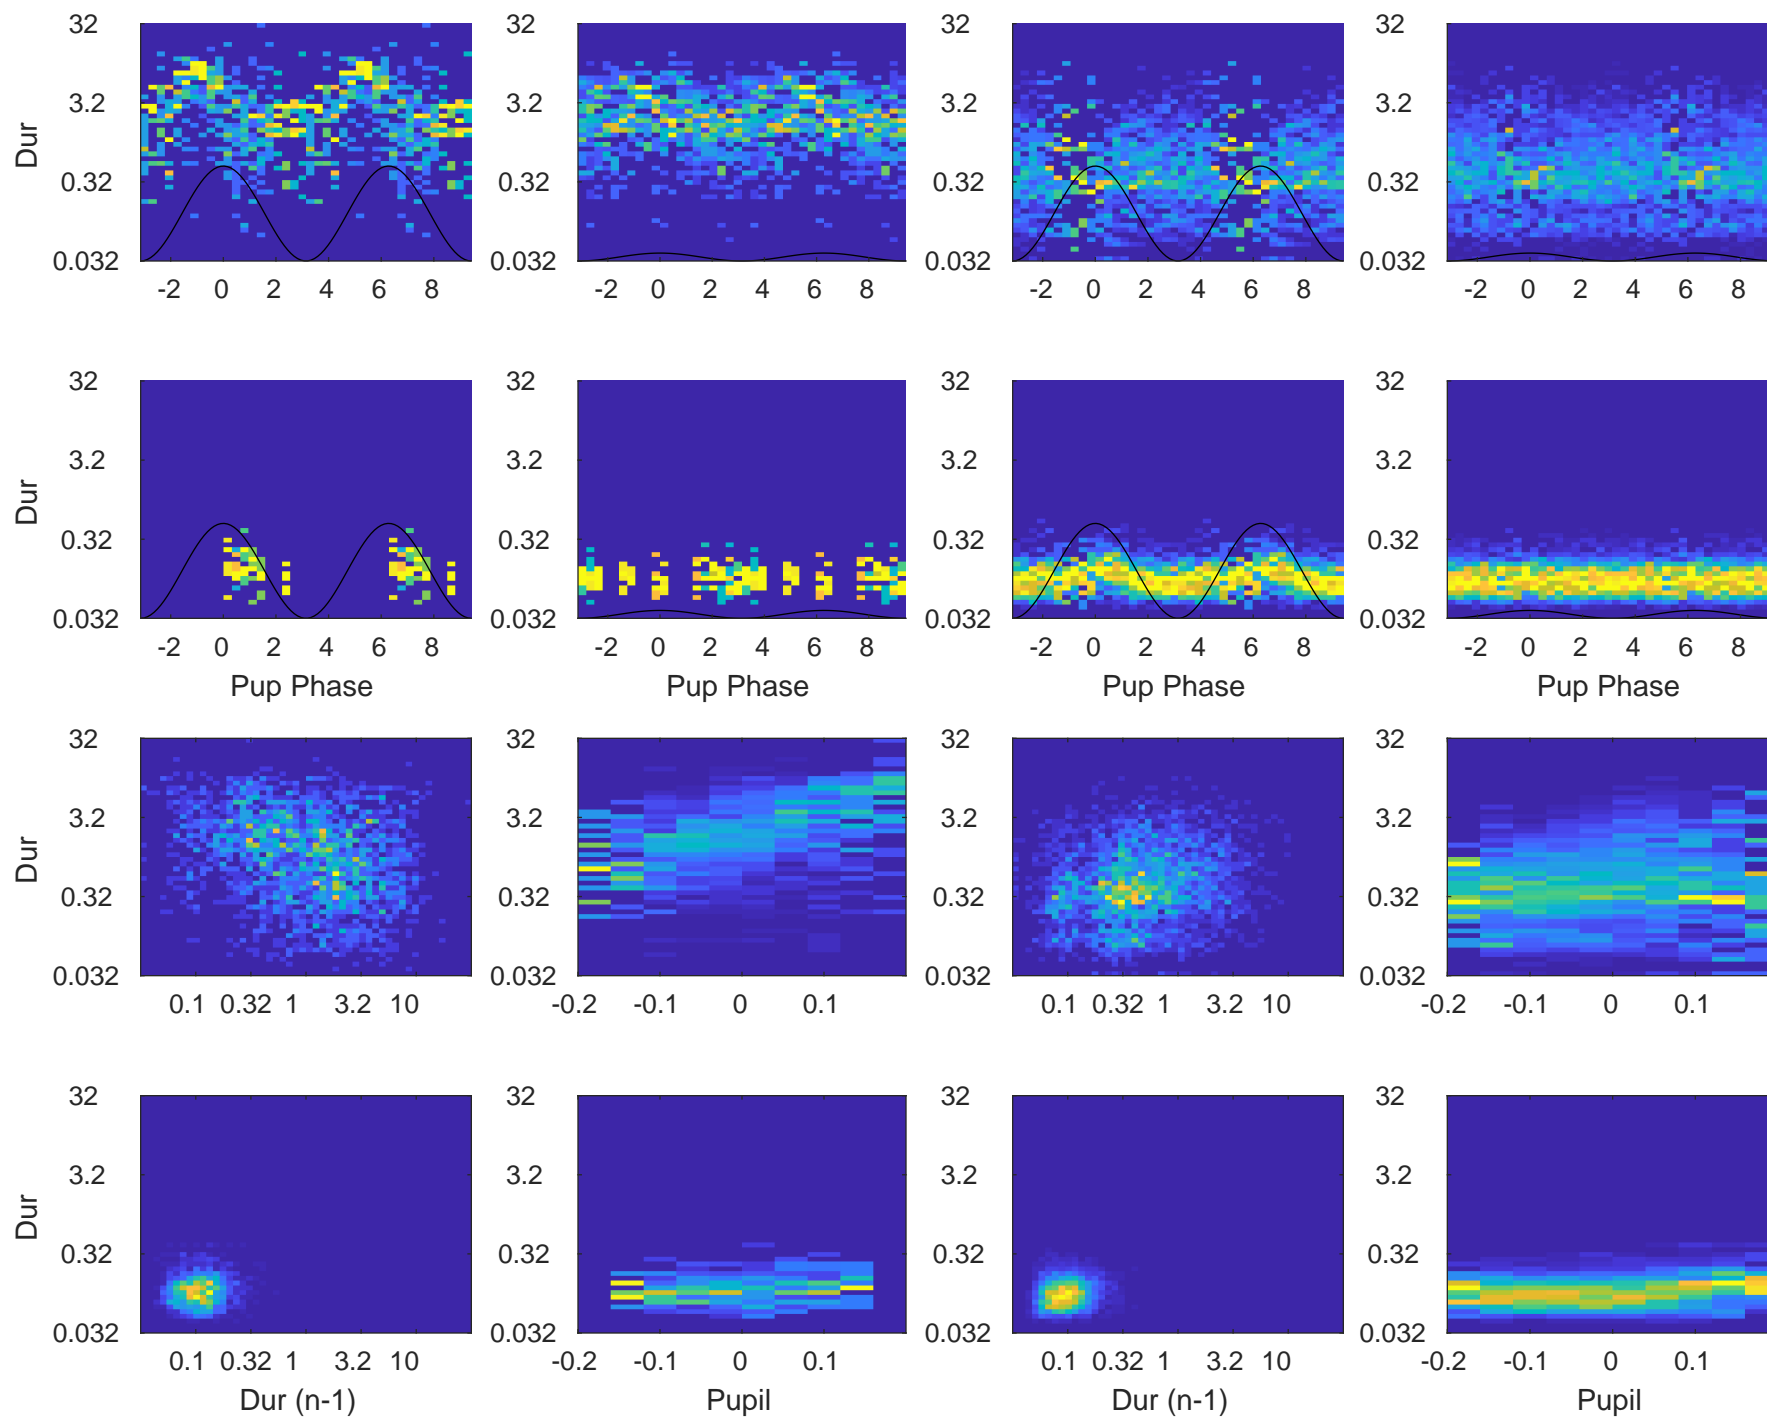 32 32 32 32
3.2 3.2 3.2 3.2
Dur
0.32 0.32 0.32 0.32
0.032 0.032 0.032 0.032
-2 0 2 4 6 8 -2 0 2 4 6 8 -2 0 2 4 6 8 -2 0 2 4 6 8
32 32 32 32
3.2 3.2 3.2 3.2
Dur
0.32 0.32 0.32 0.32
0.032 0.032 0.032 0.032
-2 0 2 4 6 8 -2 0 2 4 6 8 -2 0 2 4 6 8 -2 0 2 4 6 8
Pup Phase Pup Phase Pup Phase Pup Phase
32 32 32 32
3.2 3.2 3.2 3.2
Dur
0.32 0.32 0.32 0.32
0.032 0.032 0.032 0.032
0.1 0.32 1 3.2 10 -0.2 -0.1 0 0.1 0.1 0.32 1 3.2 10 -0.2 -0.1 0 0.1
32 32 32 32
3.2 3.2 3.2 3.2
Dur
0.32 0.32 0.32 0.32
0.032 0.032 0.032 0.032
0.1 0.32 1 3.2 10 -0.2 -0.1 0 0.1 0.1 0.32 1 3.2 10 -0.2 -0.1 0 0.1
Dur (n-1) Pupil Dur (n-1) Pupil